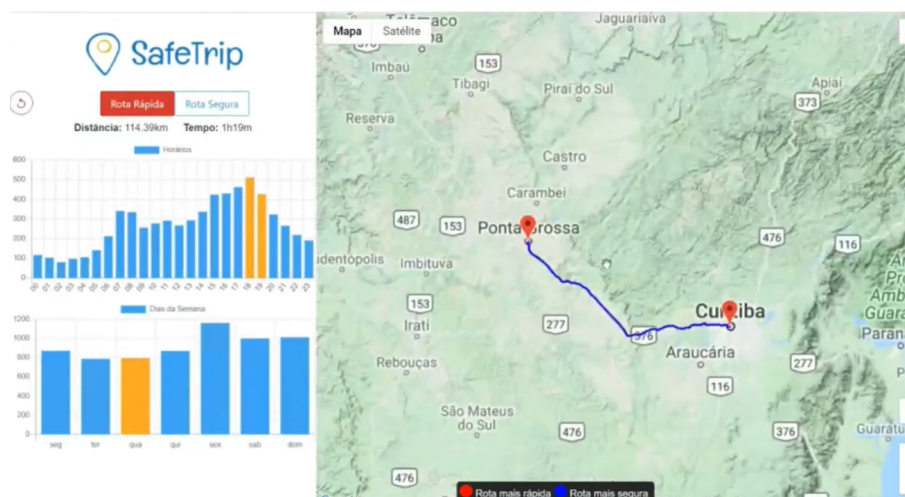 SafeTrip
Rota Rápida
Rota Segura
Distância: 114.39km Tempo: 1h19m
Horários
600
500
400
300
200
100
0
00 01 02 03 04 05 06 07 08 09 10 11 12 13 14 15 16 17 18 19 20 21 22 23
Dias da Semana
1200
1000
800
600
400
200
0
seg ter qua qui sex sab dom
Mapa Satélite
Telêmaco
Jaguariaíva
376
153
Imbaú
Tibagi
Piraí do Sul
Apiaí
373
Reserva
Castro
Carambeí
487
153
Ponta Grossa
476
116
Imbituva
153
277
Irati
376
Curitiba
Araucária
277
Rebouças
116
São Mateus
do Sul
476
376
476
Rota mais rápida Rota mais segura